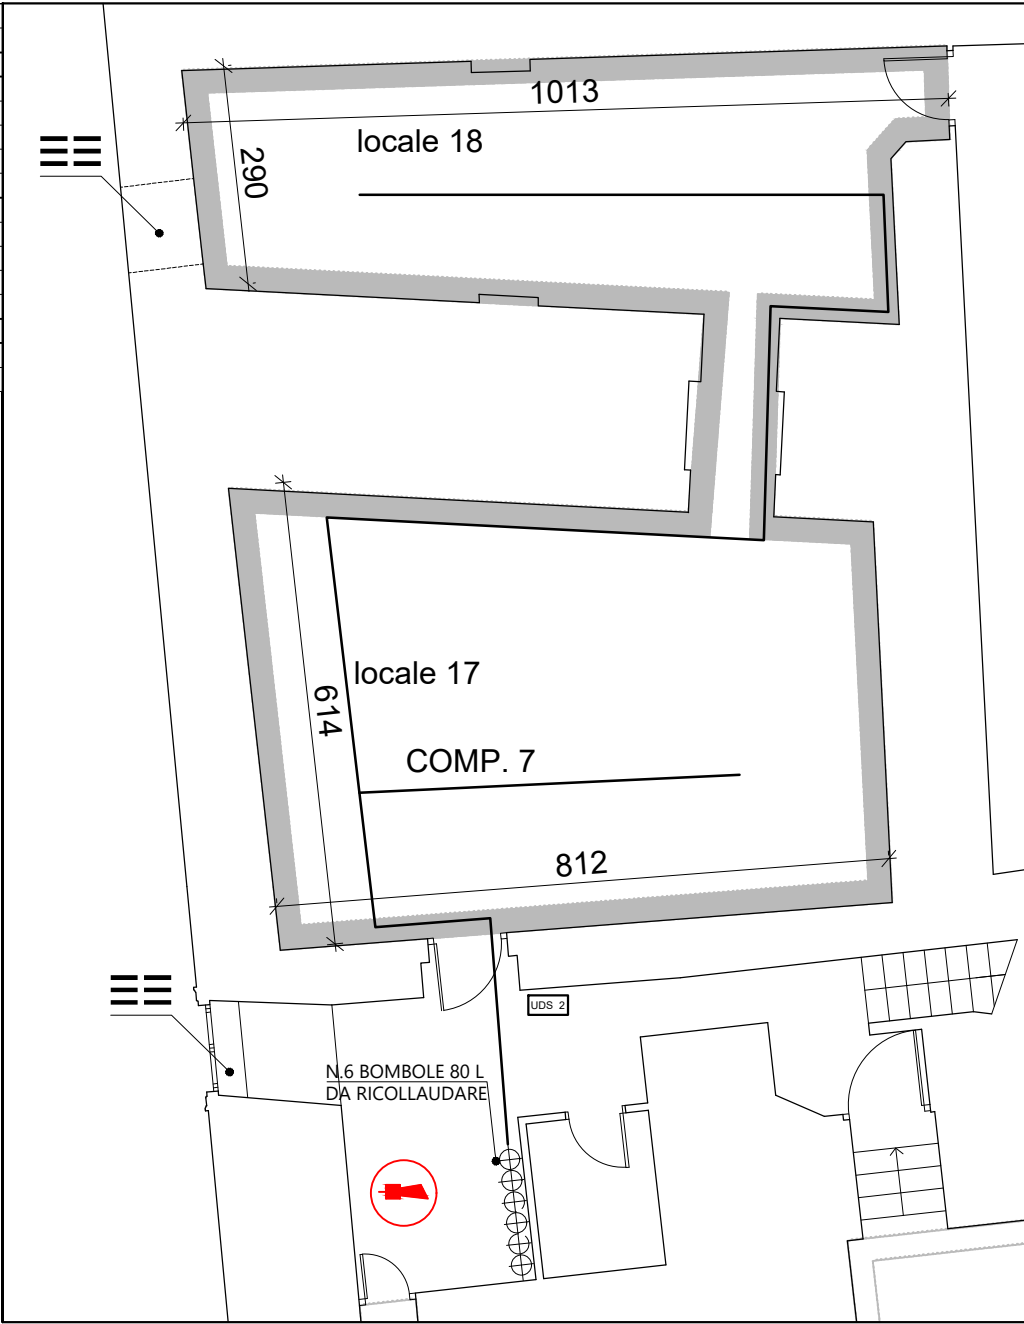 1013
locale 18
290
locale 17
614
COMP. 7
812
UDS 2
N.6 BOMBOLE 80 L
DA RICOLLAUDARE